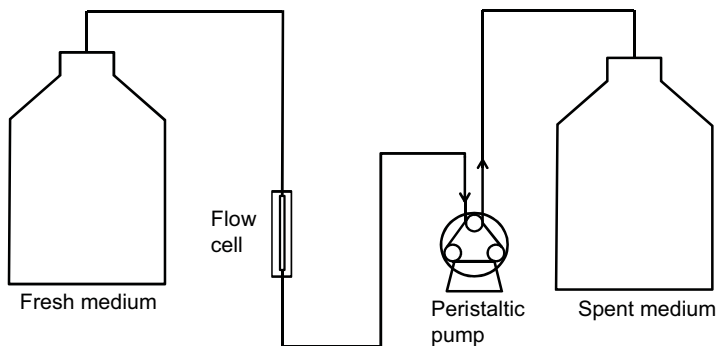 Flow
cell
Fresh medium
Peristaltic
pump
Spent medium